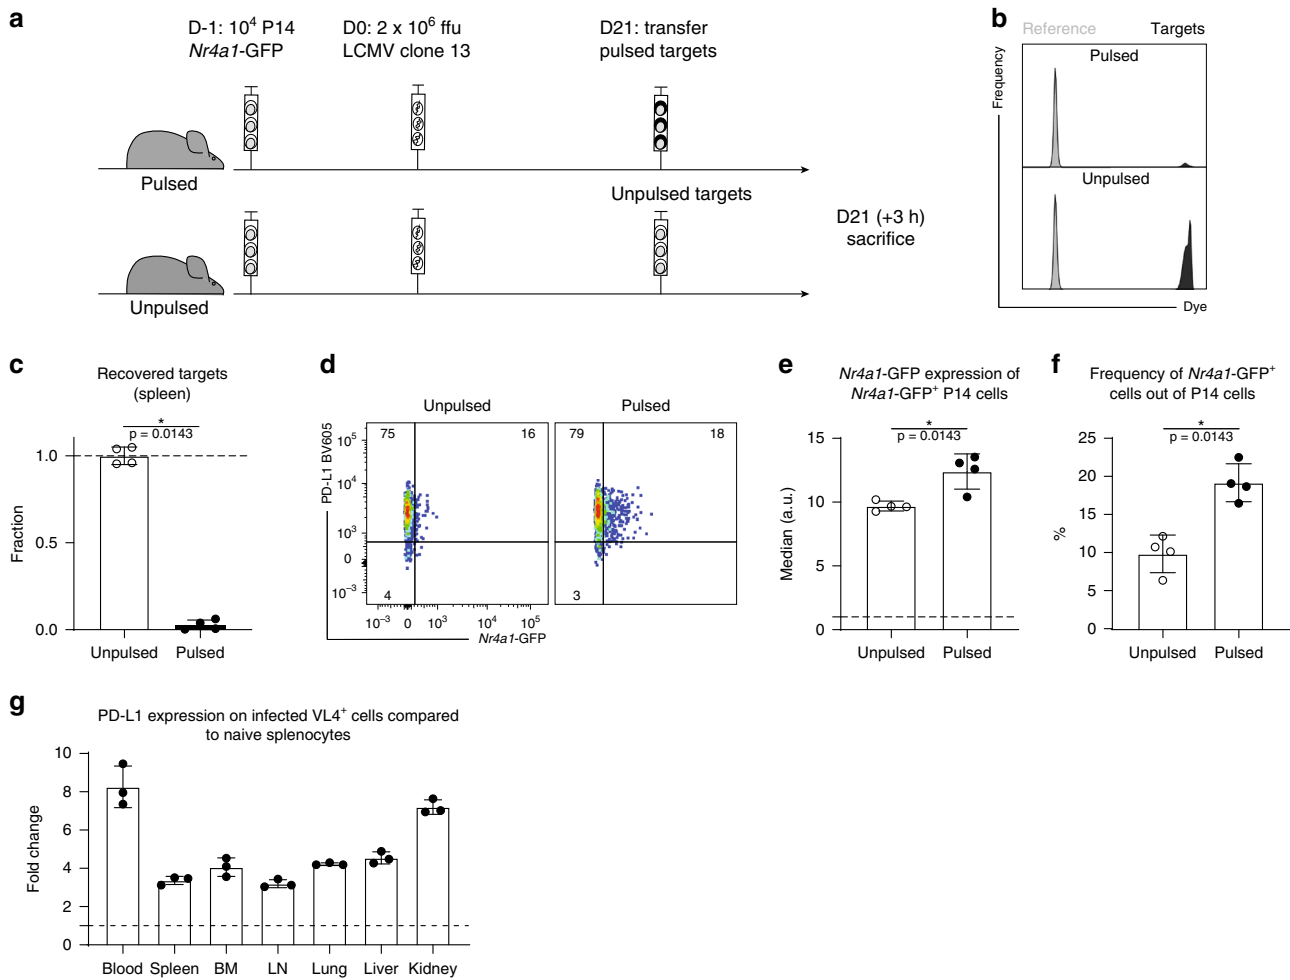 a
D-1: 10⁴ P14
Nr4a1-GFP
D0: 2 x 10⁶ ffu
LCMV clone 13
D21: transfer
pulsed targets
Pulsed
Unpulsed targets
Unpulsed
D21 (+3 h)
sacrifice
b
Reference
Targets
Pulsed
Unpulsed
Frequency
Dye
c
Recovered targets
(spleen)
*
p = 0.0143
1.0
0.5
0.0
Fraction
Unpulsed
Pulsed
d
Unpulsed
Pulsed
75
16
4
79
18
3
PD-L1 BV605
10⁵
10⁴
10³
0
10⁻³
10⁻³
0
10³
10⁴
10⁵
Nr4a1-GFP
e
Nr4a1-GFP expression of
Nr4a1-GFP⁺ P14 cells
*
p = 0.0143
15
10
5
0
Median (a.u.)
Unpulsed
Pulsed
f
Frequency of Nr4a1-GFP⁺
cells out of P14 cells
*
p = 0.0143
25
20
15
10
5
0
%
Unpulsed
Pulsed
g
PD-L1 expression on infected VL4⁺ cells compared
to naive splenocytes
10
8
6
4
2
0
Fold change
Blood
Spleen
BM
LN
Lung
Liver
Kidney